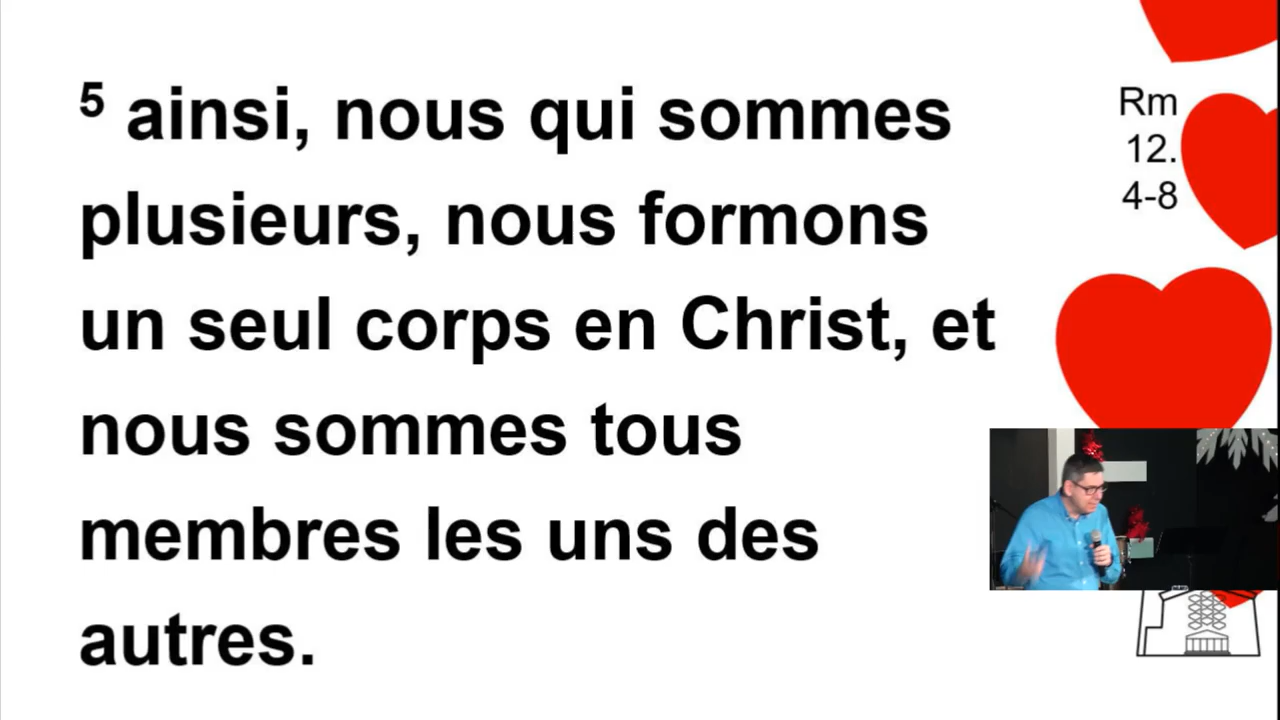 5 ainsi, nous qui sommes
plusieurs, nous formons
un seul corps en Christ, et
nous sommes tous
membres les uns des
autres.
Rm
12.
4-8